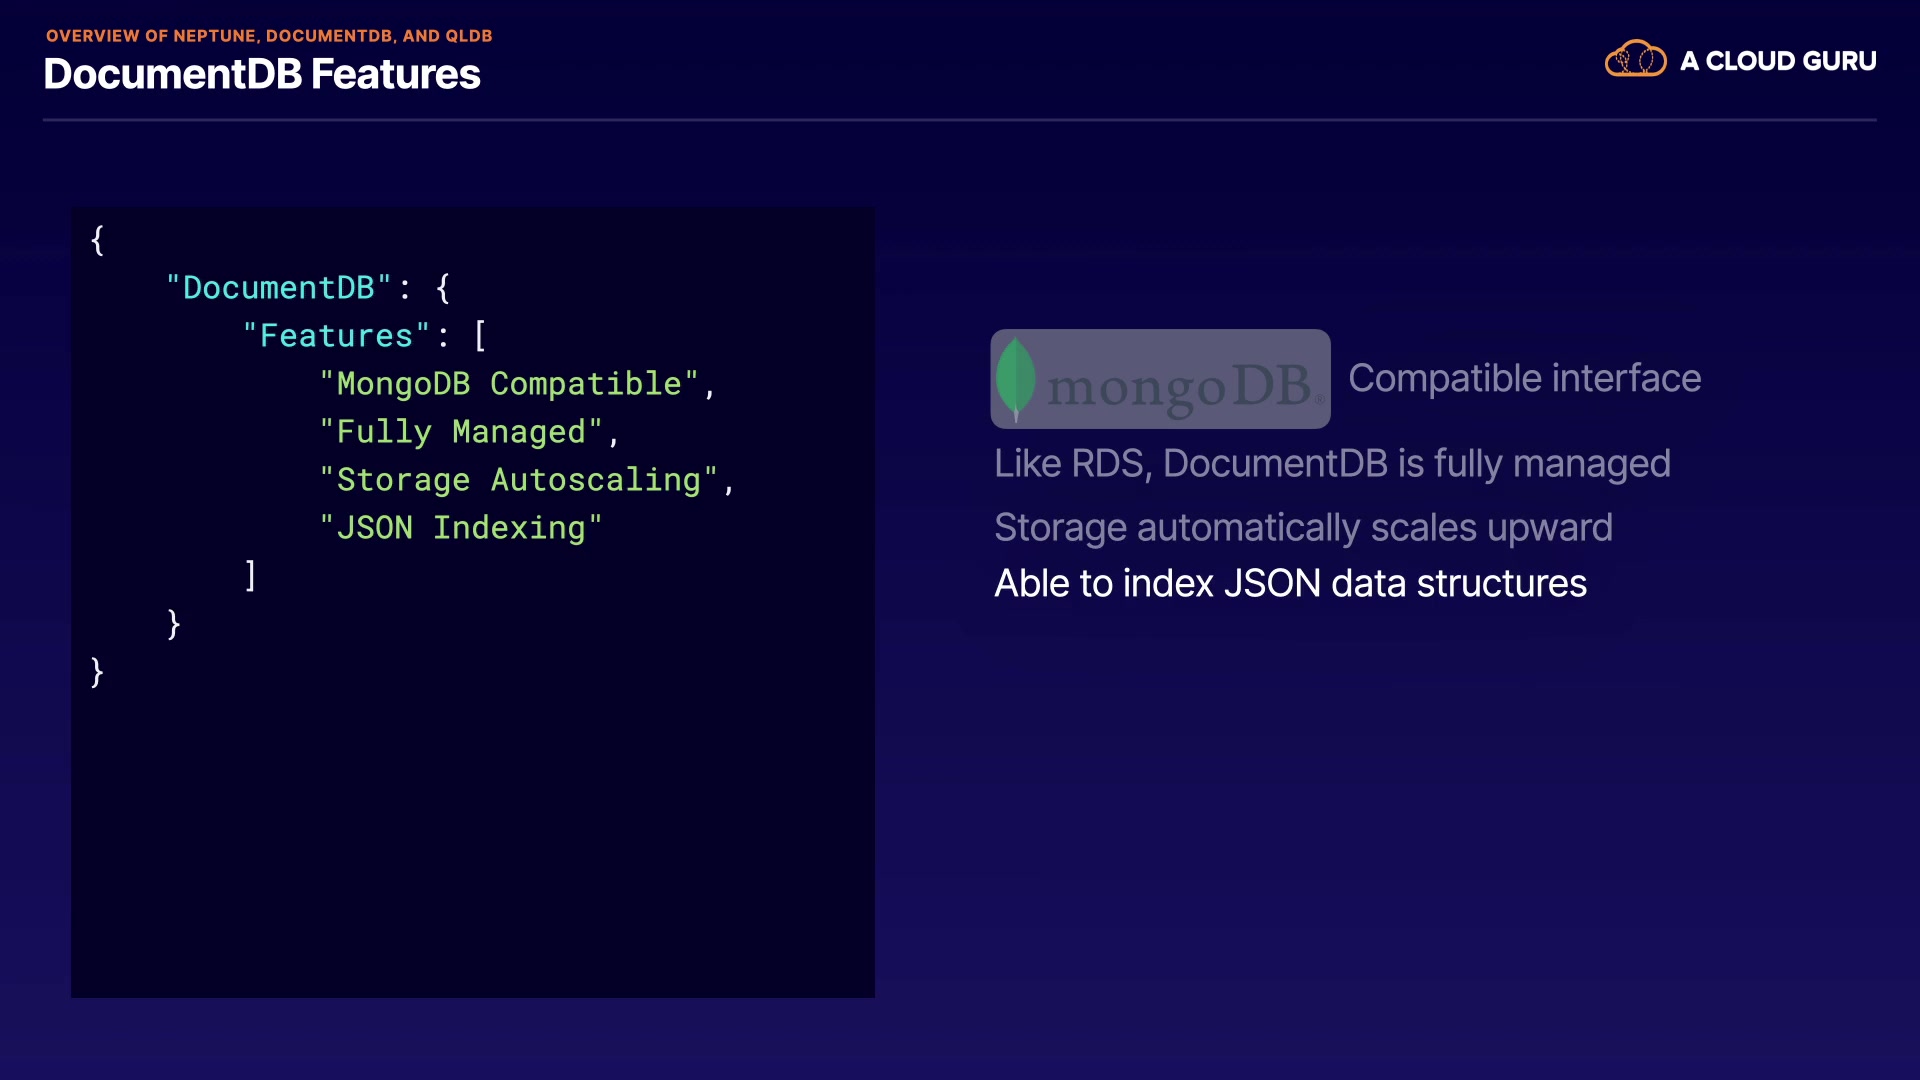 OVERVIEW OF NEPTUNE, DOCUMENTDB, AND QLDB
DocumentDB Features
A CLOUD GURU
{
    "DocumentDB": {
        "Features": [
            "MongoDB Compatible",
            "Fully Managed",
            "Storage Autoscaling",
            "JSON Indexing"
        ]
    }
}
mongoDB® Compatible interface
Like RDS, DocumentDB is fully managed
Storage automatically scales upward
Able to index JSON data structures